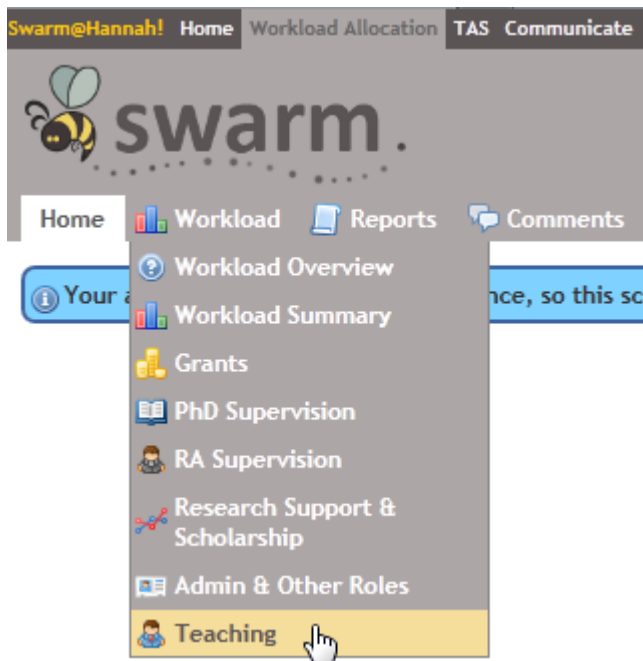 Swarm@Hannah! Home Workload Allocation TAS Communicate
swarm.
Home Workload Reports Comments
Your nce, so this sc
Workload Overview
Workload Summary
Grants
PhD Supervision
RA Supervision
Research Support &
Scholarship
Admin & Other Roles
Teaching